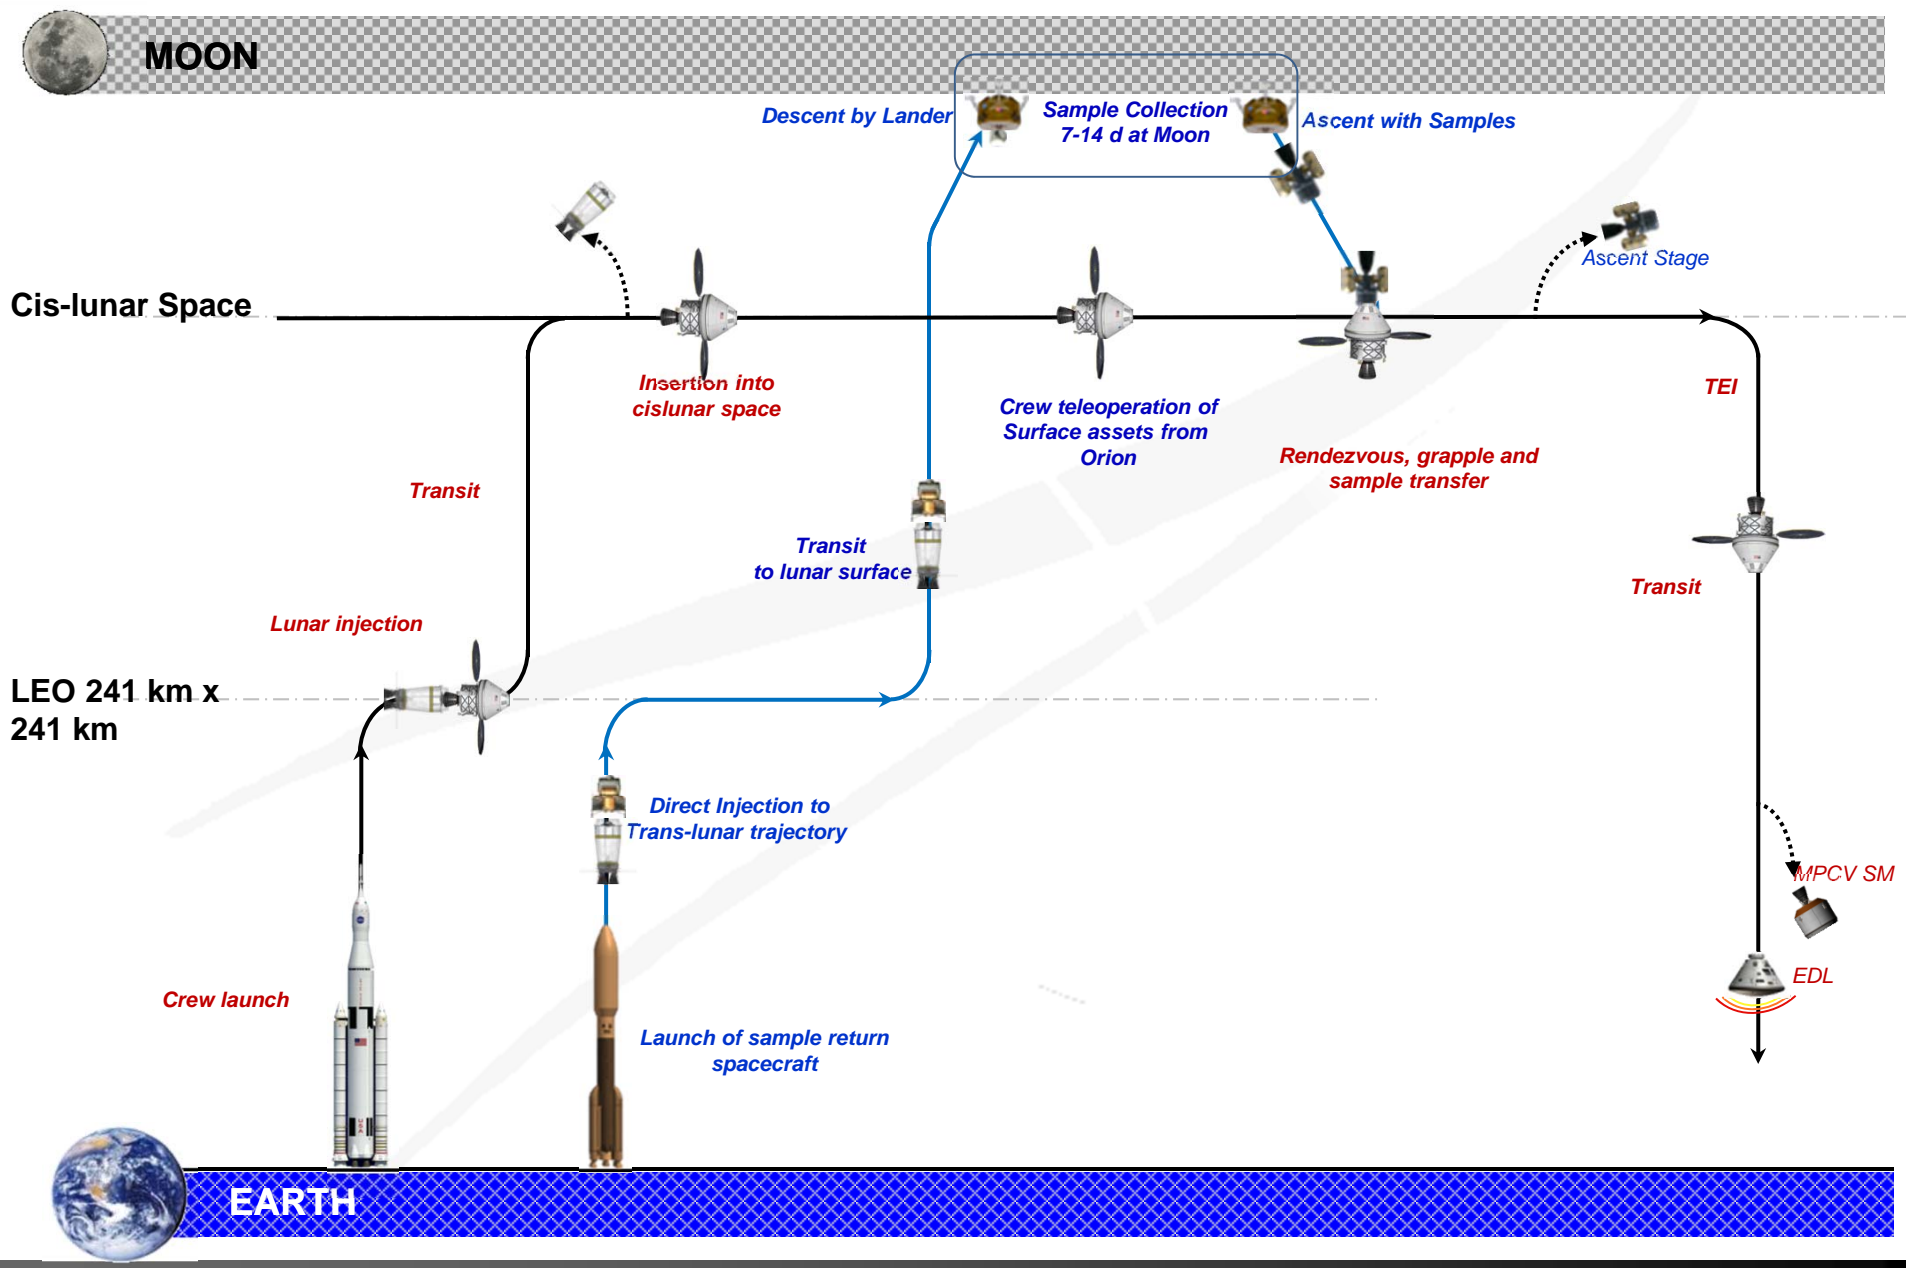 MOON
Descent by Lander
Sample Collection
7-14 d at Moon
Ascent with Samples
Ascent Stage
Cis-lunar Space
Insertion into
cislunar space
Crew teleoperation of
Surface assets from
Orion
TEI
Rendezvous, grapple and
sample transfer
Transit
Transit
to lunar surface
Transit
Lunar injection
LEO 241 km x
241 km
Direct Injection to
Trans-lunar trajectory
MPCV SM
EDL
Crew launch
Launch of sample return
spacecraft
USA
EARTH